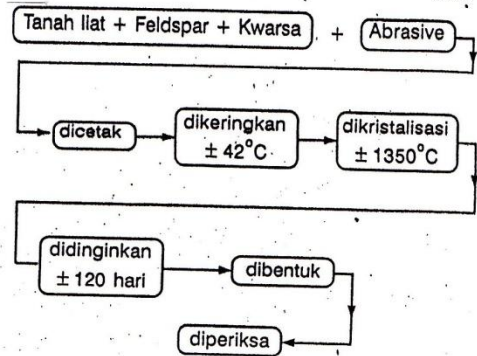 Tanah liat + Feldspar + Kwarsa + Abrasive
dicetak
dikeringkan
± 42°C
dikristalisasi
± 1350°C
didinginkan
± 120 hari
dibentuk
diperiksa